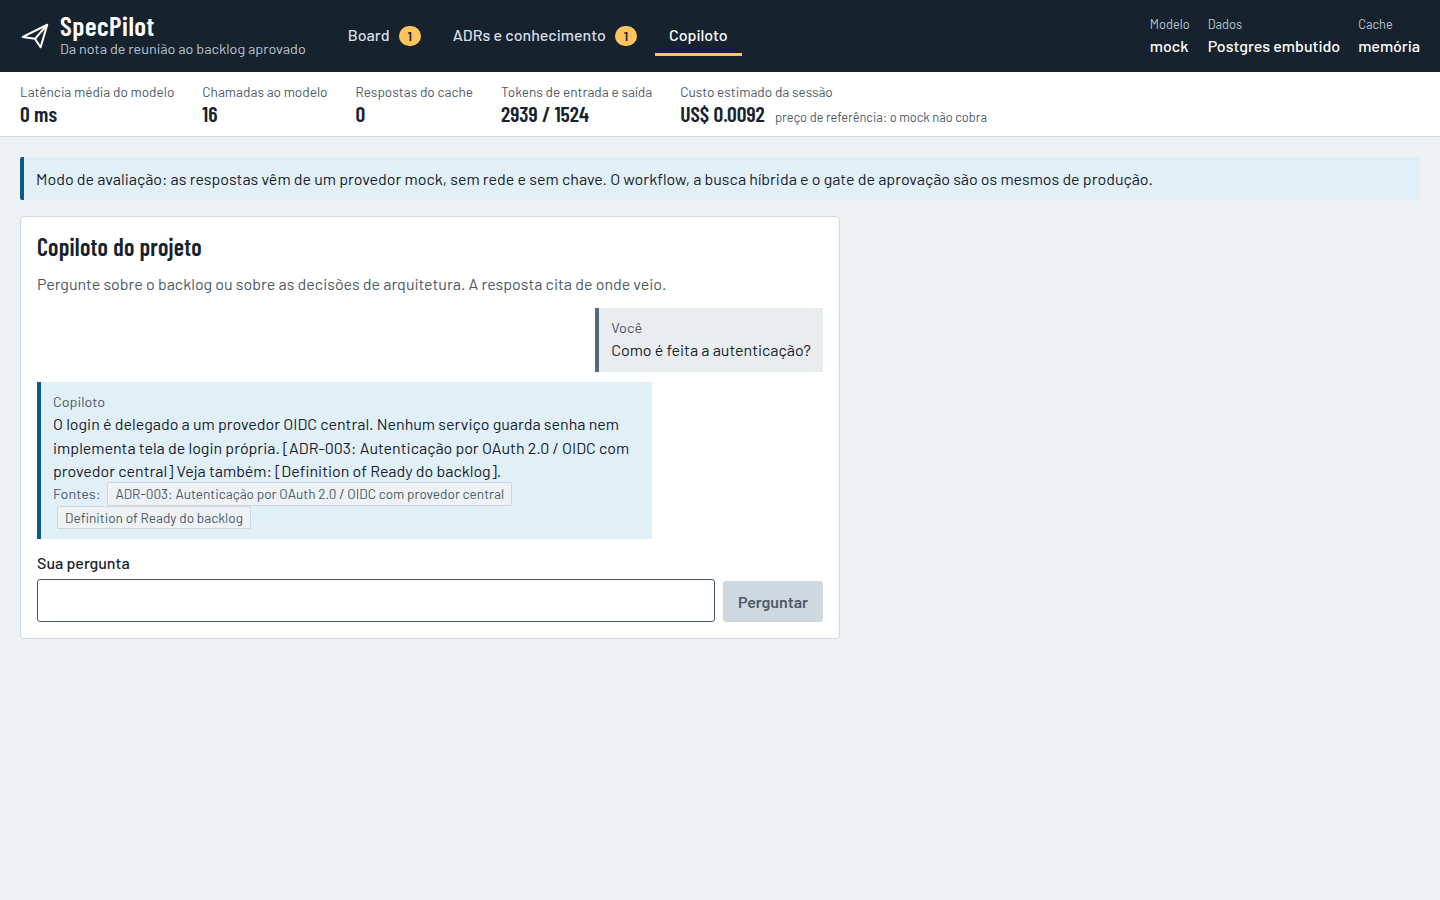 SpecPilot
Da nota de reunião ao backlog aprovado
Board 1
ADRs e conhecimento 1
Copiloto
Modelo
mock
Dados
Postgres embutido
Cache
memória
Latência média do modelo
0 ms
Chamadas ao modelo
16
Respostas do cache
0
Tokens de entrada e saída
2939 / 1524
Custo estimado da sessão
US$ 0.0092 preço de referência: o mock não cobra
Modo de avaliação: as respostas vêm de um provedor mock, sem rede e sem chave. O workflow, a busca híbrida e o gate de aprovação são os mesmos de produção.
Copiloto do projeto
Pergunte sobre o backlog ou sobre as decisões de arquitetura. A resposta cita de onde veio.
Você
Como é feita a autenticação?
Copiloto
O login é delegado a um provedor OIDC central. Nenhum serviço guarda senha nem
implementa tela de login própria. [ADR-003: Autenticação por OAuth 2.0 / OIDC com
provedor central] Veja também: [Definition of Ready do backlog].
Fontes: ADR-003: Autenticação por OAuth 2.0 / OIDC com provedor central
Definition of Ready do backlog
Sua pergunta
Perguntar